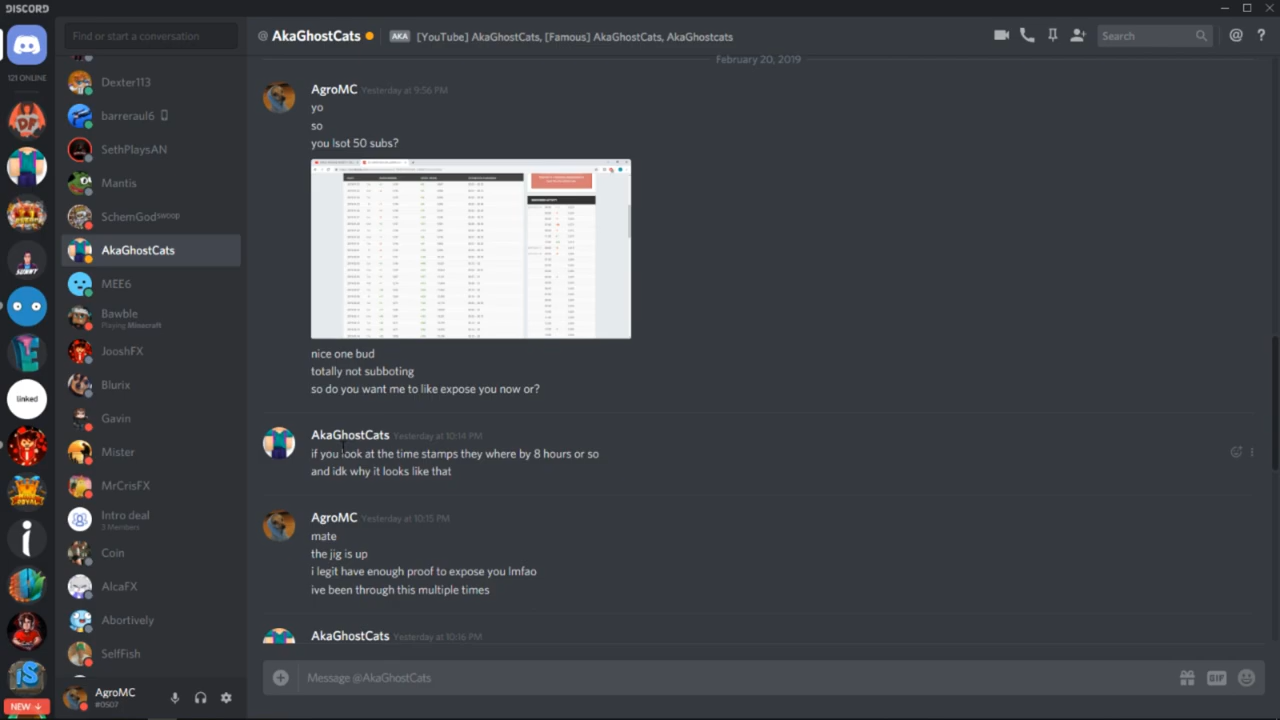 DISCORD
Find or start a conversation
@ AkaGhostCats
AKA [YouTube] AkaGhostCats, [Famous] AkaGhostCats, AkaGhostcats
Search
121 ONLINE
Dexter113
barreraul6
SethPlaysAN
Mantis
SchemGodswoop
AkaGhostCats
MEE6
Bawble
Playing Minecraft
JooshFX
Blurix
Gavin
Mister
MrCrisFX
Intro deal
3 Members
Coin
AlcaFX
Abortively
SelfFish
linked
NEW
AgroMC
#0507
February 20, 2019
AgroMC Yesterday at 9:56 PM
yo
so
you lsot 50 subs?
nice one bud
totally not subboting
so do you want me to like expose you now or?
AkaGhostCats Yesterday at 10:14 PM
if you look at the time stamps they where by 8 hours or so
and idk why it looks like that
AgroMC Yesterday at 10:15 PM
mate
the jig is up
i legit have enough proof to expose you lmfao
ive been through this multiple times
AkaGhostCats Yesterday at 10:16 PM
Message @AkaGhostCats
GIF